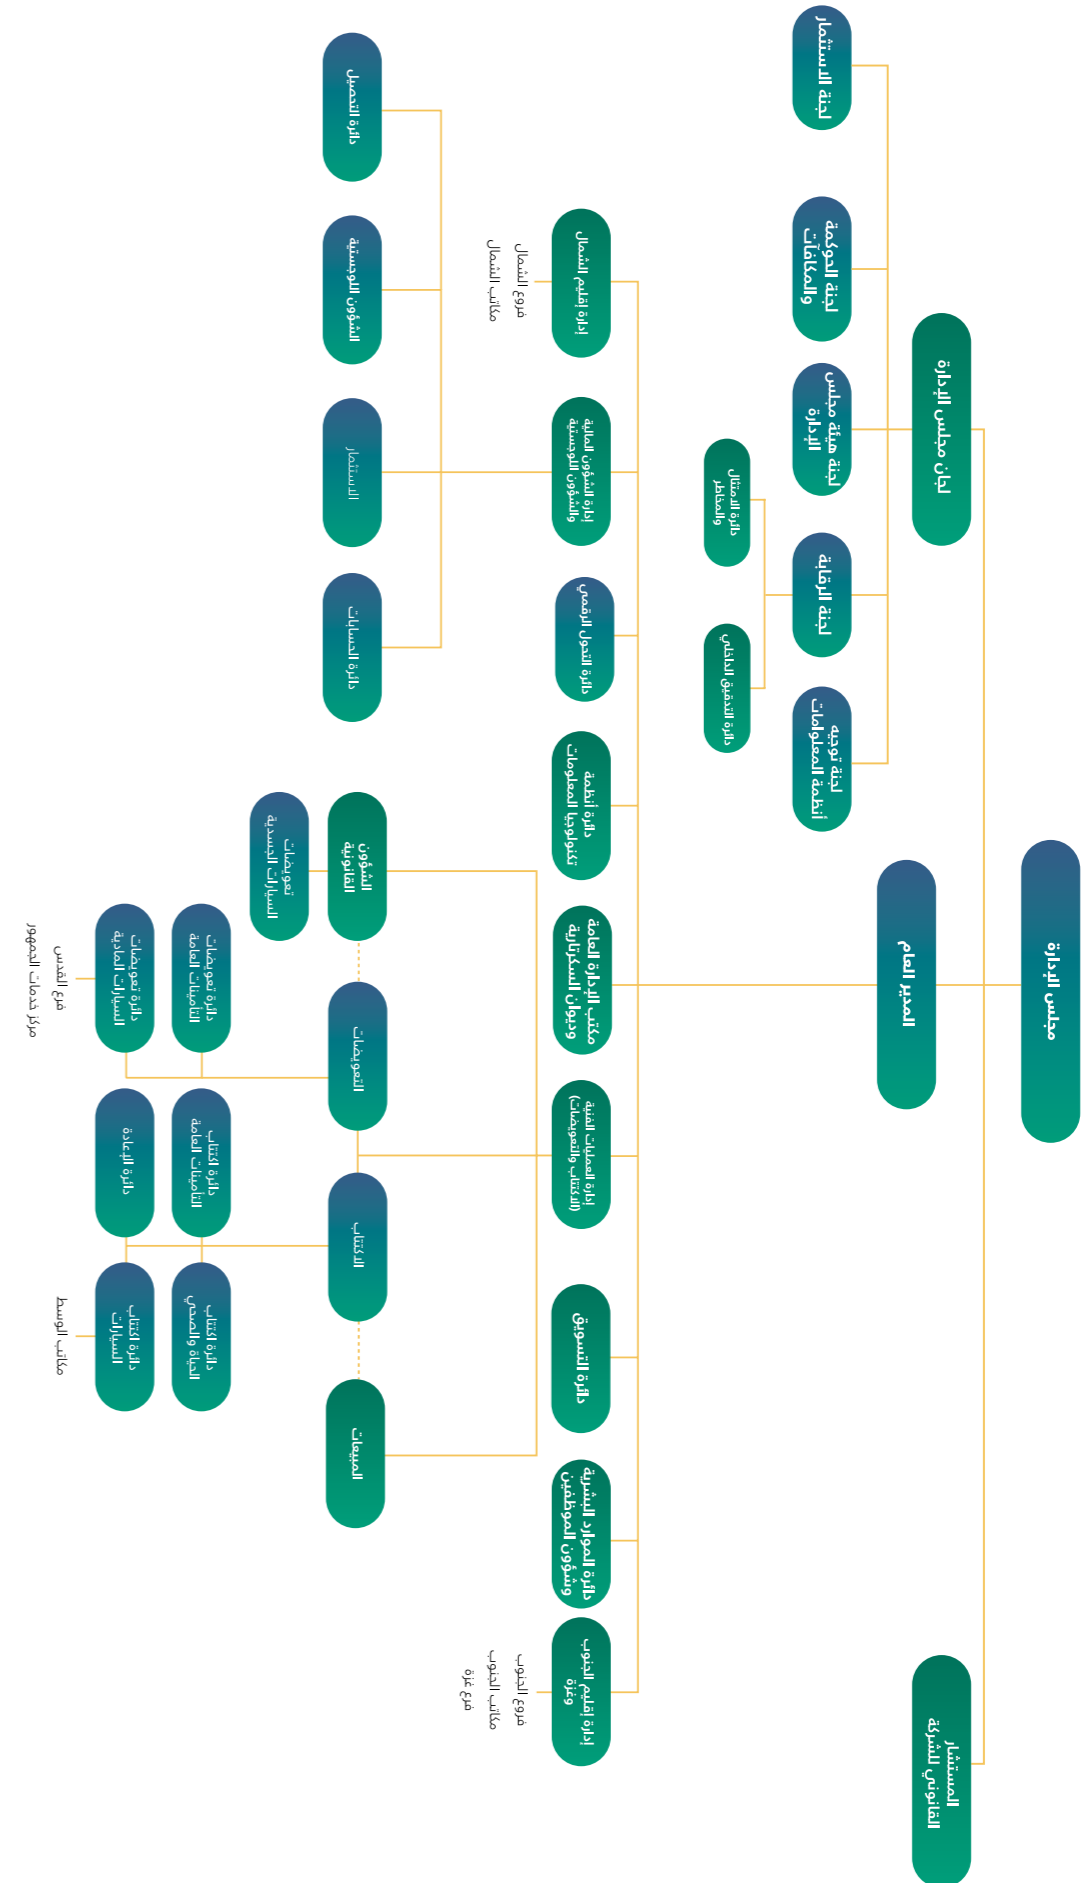 مجلس الإدارة
المستشار
القانوني للشركة
لجان مجلس الإدارة
المدير العام
لجنة توجيه
أنظمة المعلوامات
لجنة الرقابة
لجنة هيئة مجلس
الإدارة
لجنة الحوكمة
والمكافآت
لجنة الاستثمار
دائرة التدقيق الداخلي
دائرة الامتثال
والمخاطر
إدارة إقليم الجنوب
وغزة
فروع الجنوب
مكاتب الجنوب
فرع غزة
دائرة الموارد البشرية
وشؤون الموظفين
دائرة التسويق
إدارة العمليات الفنية
(الاكتتاب والتعويضات)
مكتب الإدارة العامة
وديوان السكرتارية
دائرة أنظمة
تكنولوجيا المعلومات
دائرة التحول الرقمي
إدارة الشؤون المالية
والشؤون اللوجستية
إدارة إقليم الشمال
فروع الشمال
مكاتب الشمال
المبيعات
الاكتتاب
التعويضات
الشؤون
القانونية
دائرة الحسابات
الاستثمار
الشؤون اللوجستية
دائرة التحصيل
تعويضات
السيارات الجسدية
دائرة اكتتاب
الحياة والصحي
دائرة اكتتاب
التأمينات العامة
دائرة تعويضات
التأمينات العامة
دائرة اكتتاب
السيارات
دائرة الإعادة
دائرة تعويضات
السيارات المادية
مكاتب الوسط
فرع القدس
مركز خدمات الجمهور